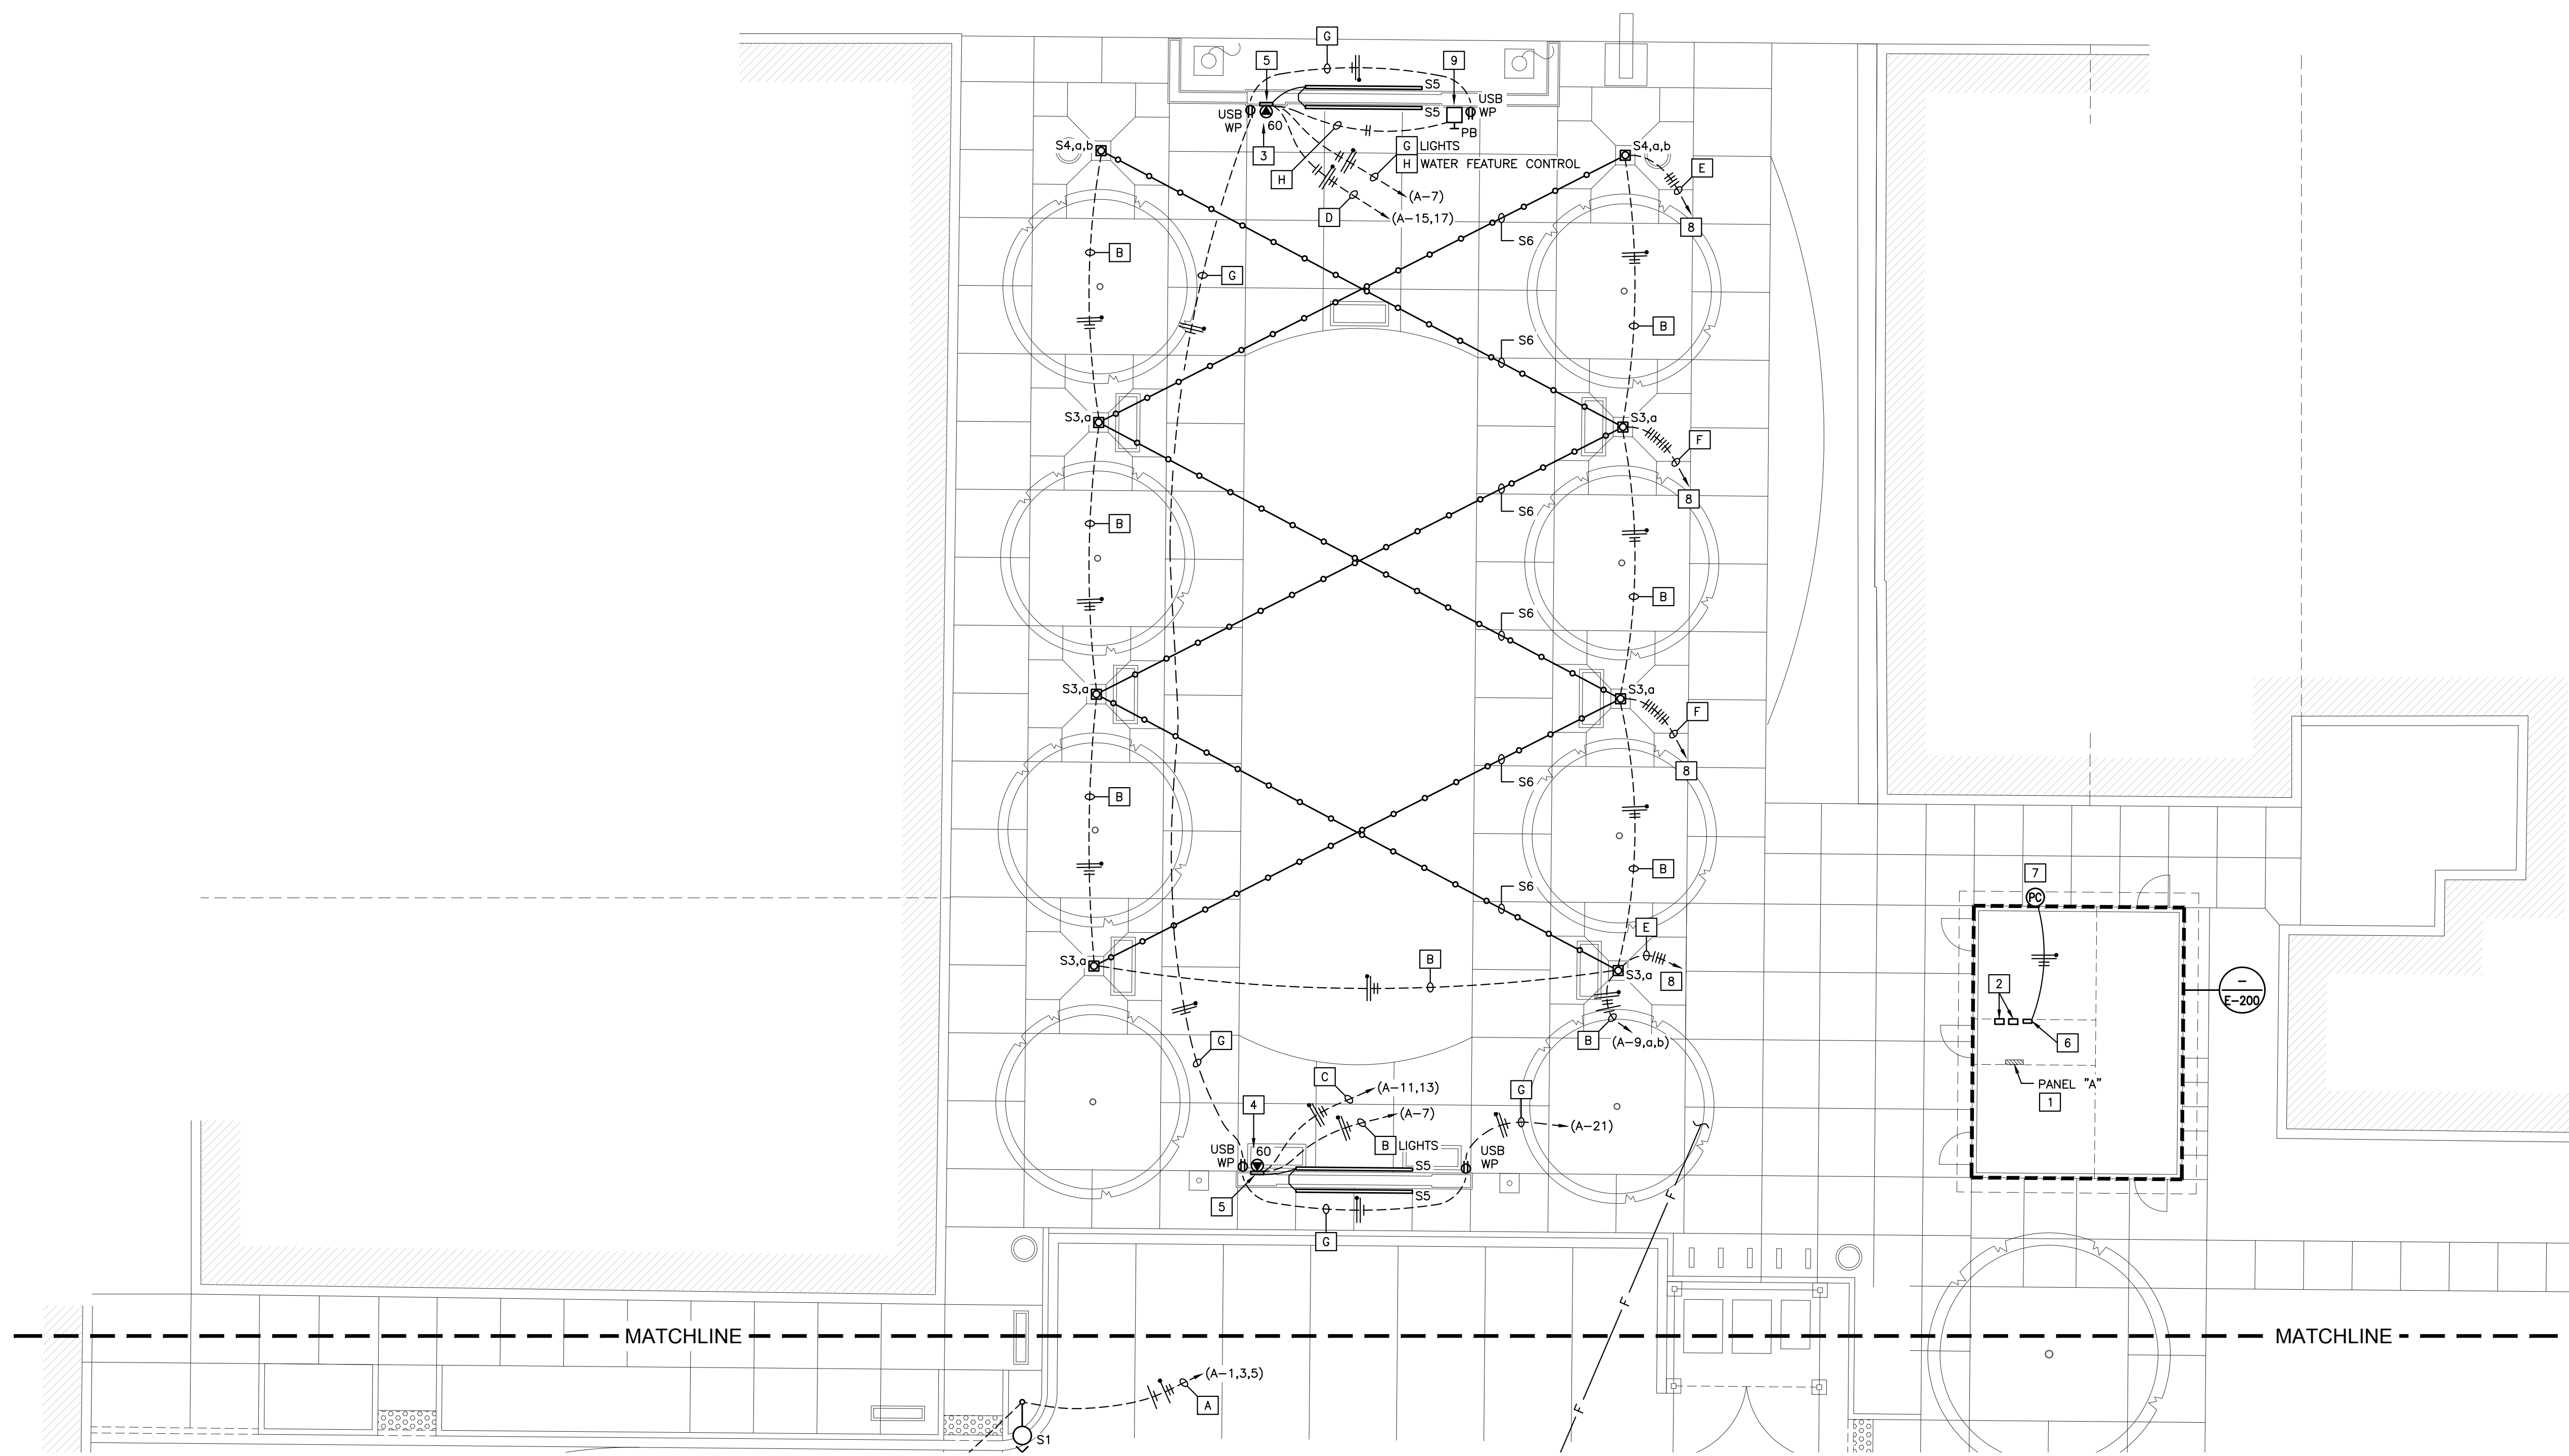 G
5
9
S5
USB
WP
S5
USB
WP
60
PB
3
G LIGHTS
H WATER FEATURE CONTROL
H
S4,a,b
S4,a,b
E
(A-7)
D
(A-15,17)
8
S6
B
G
B
S6
S3,a
S3,a
F
8
S6
B
B
S6
S3,a
S3,a
F
S6
8
B
B
7
PC
S6
E
B
S3,a
S3,a
8
2
—
E-200
B
(A-9,a,b)
6
G
C
(A-11,13)
PANEL "A"
1
4
(A-7)
G
(A-21)
B LIGHTS
USB
WP
60
USB
WP
S5
5
S5
F
G
F
MATCHLINE
MATCHLINE
(A-1,3,5)
A
F
S1